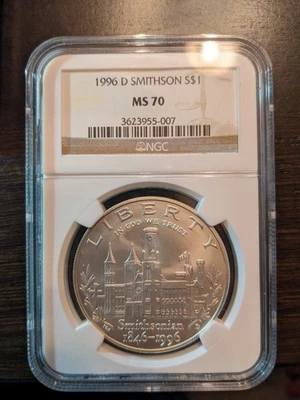 1996 D SMITHSON S$1
MS 70
3623955-007
NGC
LIBERTY
IN GOD WE TRUST
Smithsonian
1846-1996